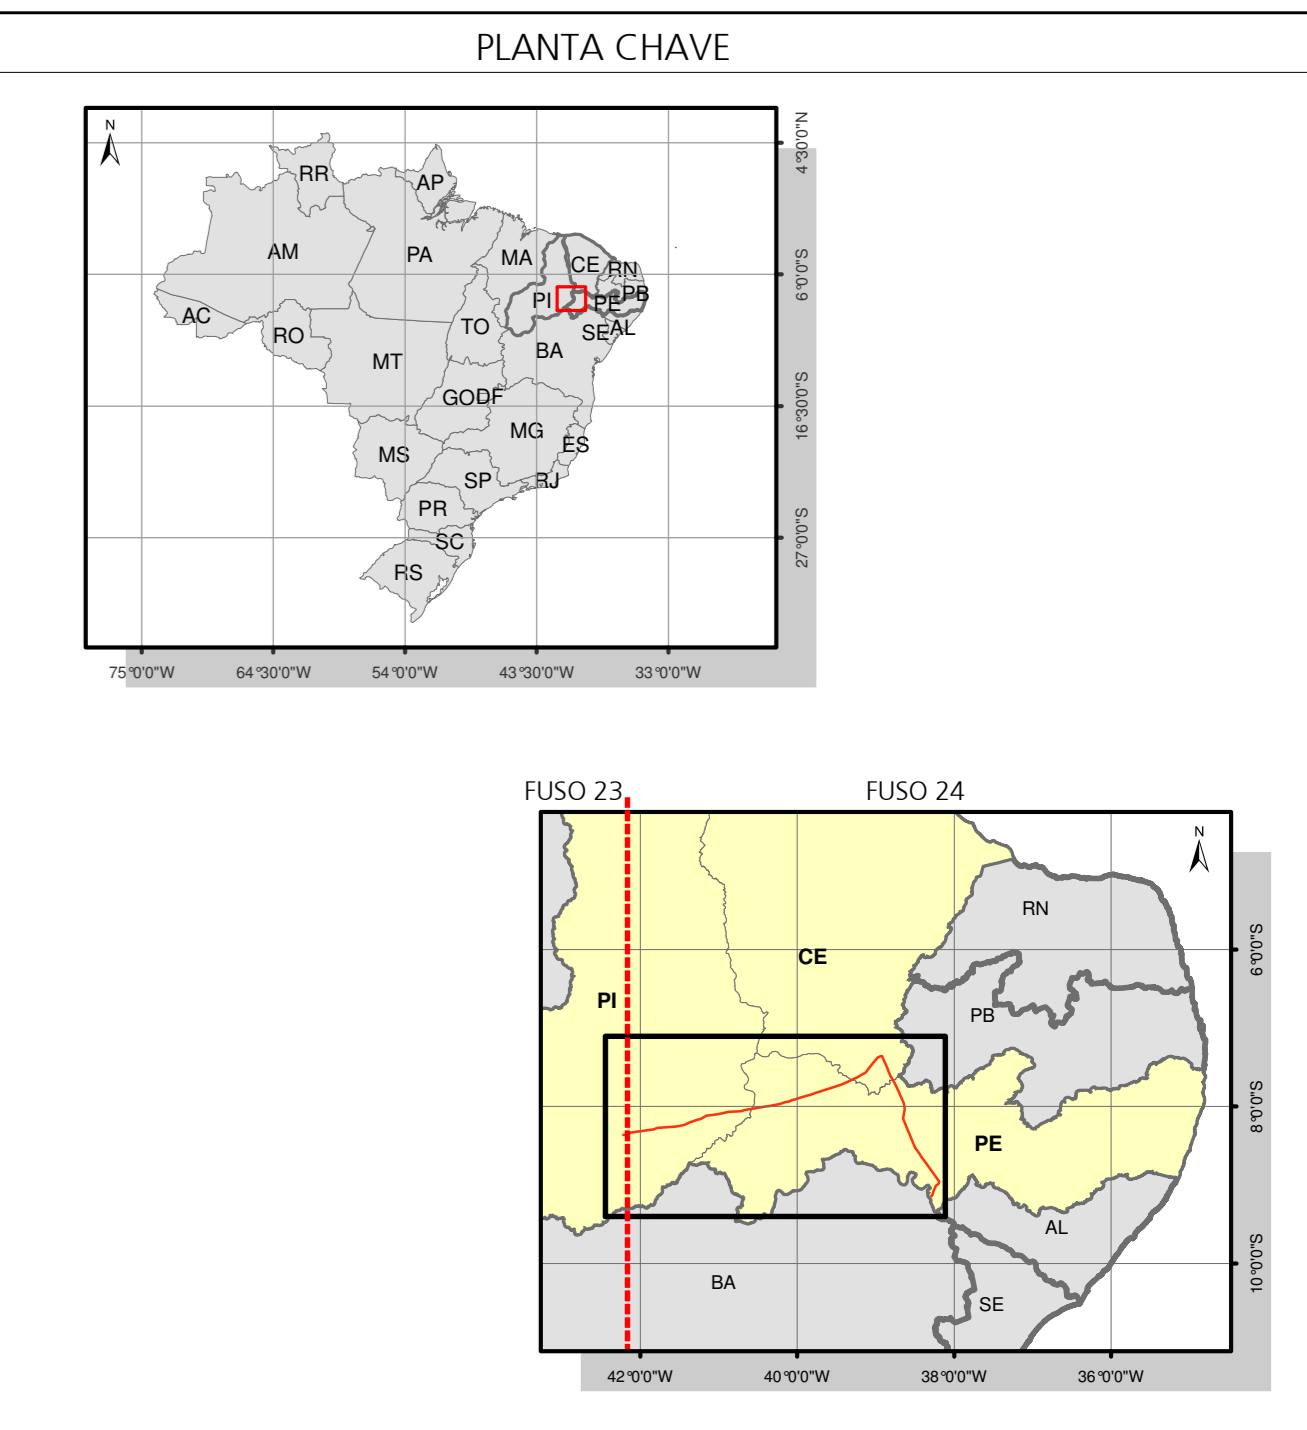 PLANTA CHAVE
N
4°30'0"N
RR
AP
AM
PA
MA
CE
RN
6°0'0"S
PI
PE
PB
AC
RO
TO
SE
AL
MT
BA
GO
DF
16°30'0"S
MG
ES
MS
SP
RJ
PR
SC
27°0'0"S
RS
75°0'0"W
64°30'0"W
54°0'0"W
43°30'0"W
33°0'0"W
FUSO 23
FUSO 24
N
RN
CE
6°0'0"S
PI
PB
8°0'0"S
PE
AL
10°0'0"S
BA
SE
42°0'0"W
40°0'0"W
38°0'0"W
36°0'0"W